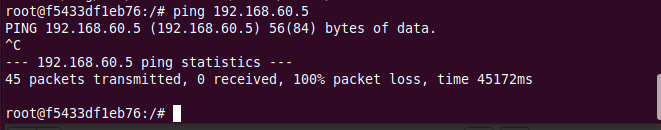 root@f5433df1eb76:/# ping 192.168.60.5
PING 192.168.60.5 (192.168.60.5) 56(84) bytes of data.
^C
--- 192.168.60.5 ping statistics ---
45 packets transmitted, 0 received, 100% packet loss, time 45172ms
root@f5433df1eb76:/#